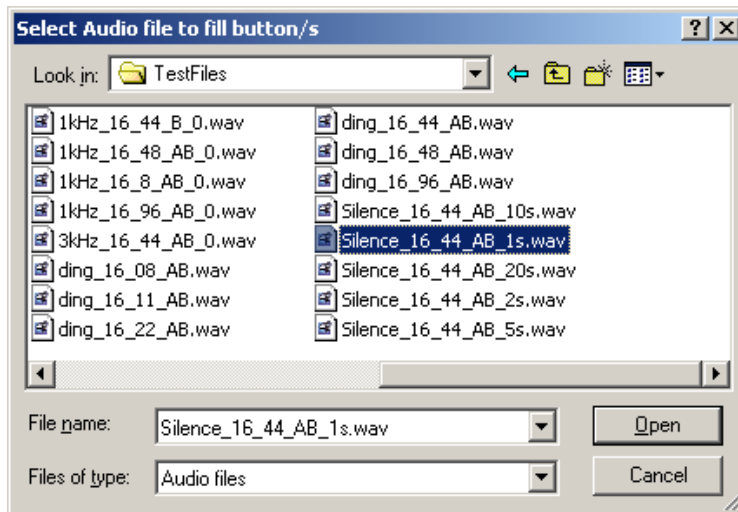 Select Audio file to fill button/s
Look in: TestFiles
1kHz_16_44_B_0.wav
1kHz_16_48_AB_0.wav
1kHz_16_8_AB_0.wav
1kHz_16_96_AB_0.wav
3kHz_16_44_AB_0.wav
ding_16_08_AB.wav
ding_16_11_AB.wav
ding_16_22_AB.wav
ding_16_44_AB.wav
ding_16_48_AB.wav
ding_16_96_AB.wav
Silence_16_44_AB_10s.wav
Silence_16_44_AB_1s.wav
Silence_16_44_AB_20s.wav
Silence_16_44_AB_2s.wav
Silence_16_44_AB_5s.wav
File name: Silence_16_44_AB_1s.wav Open
Files of type: Audio files Cancel